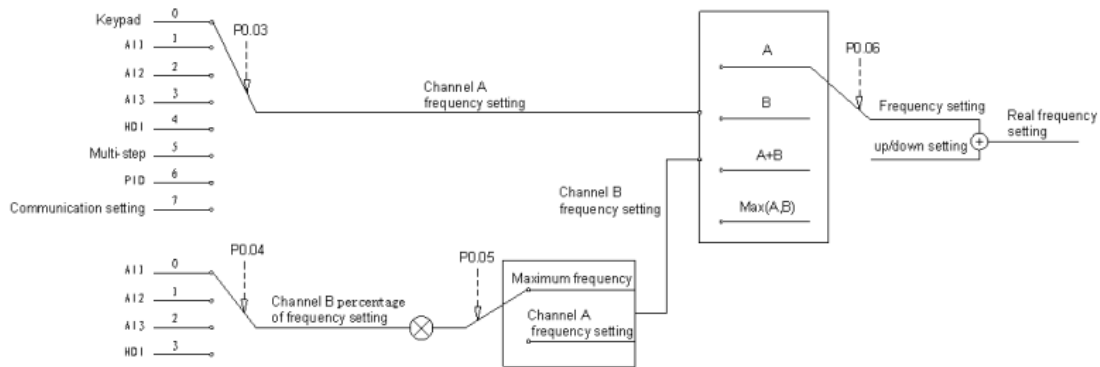 Keypad 0
AI1 1
AI2 2
AI3 3
HDI 4
Multi-step 5
PID 6
Communication setting 7
P0.03
Channel A
frequency setting
A
B
A+B
Max(A,B)
P0.06
Frequency setting
up/down setting
Real frequency
setting
Channel B
frequency setting
AI1 0
AI2 1
AI3 2
HDI 3
P0.04
Channel B percentage
of frequency setting
P0.05
Maximum frequency
Channel A
frequency setting